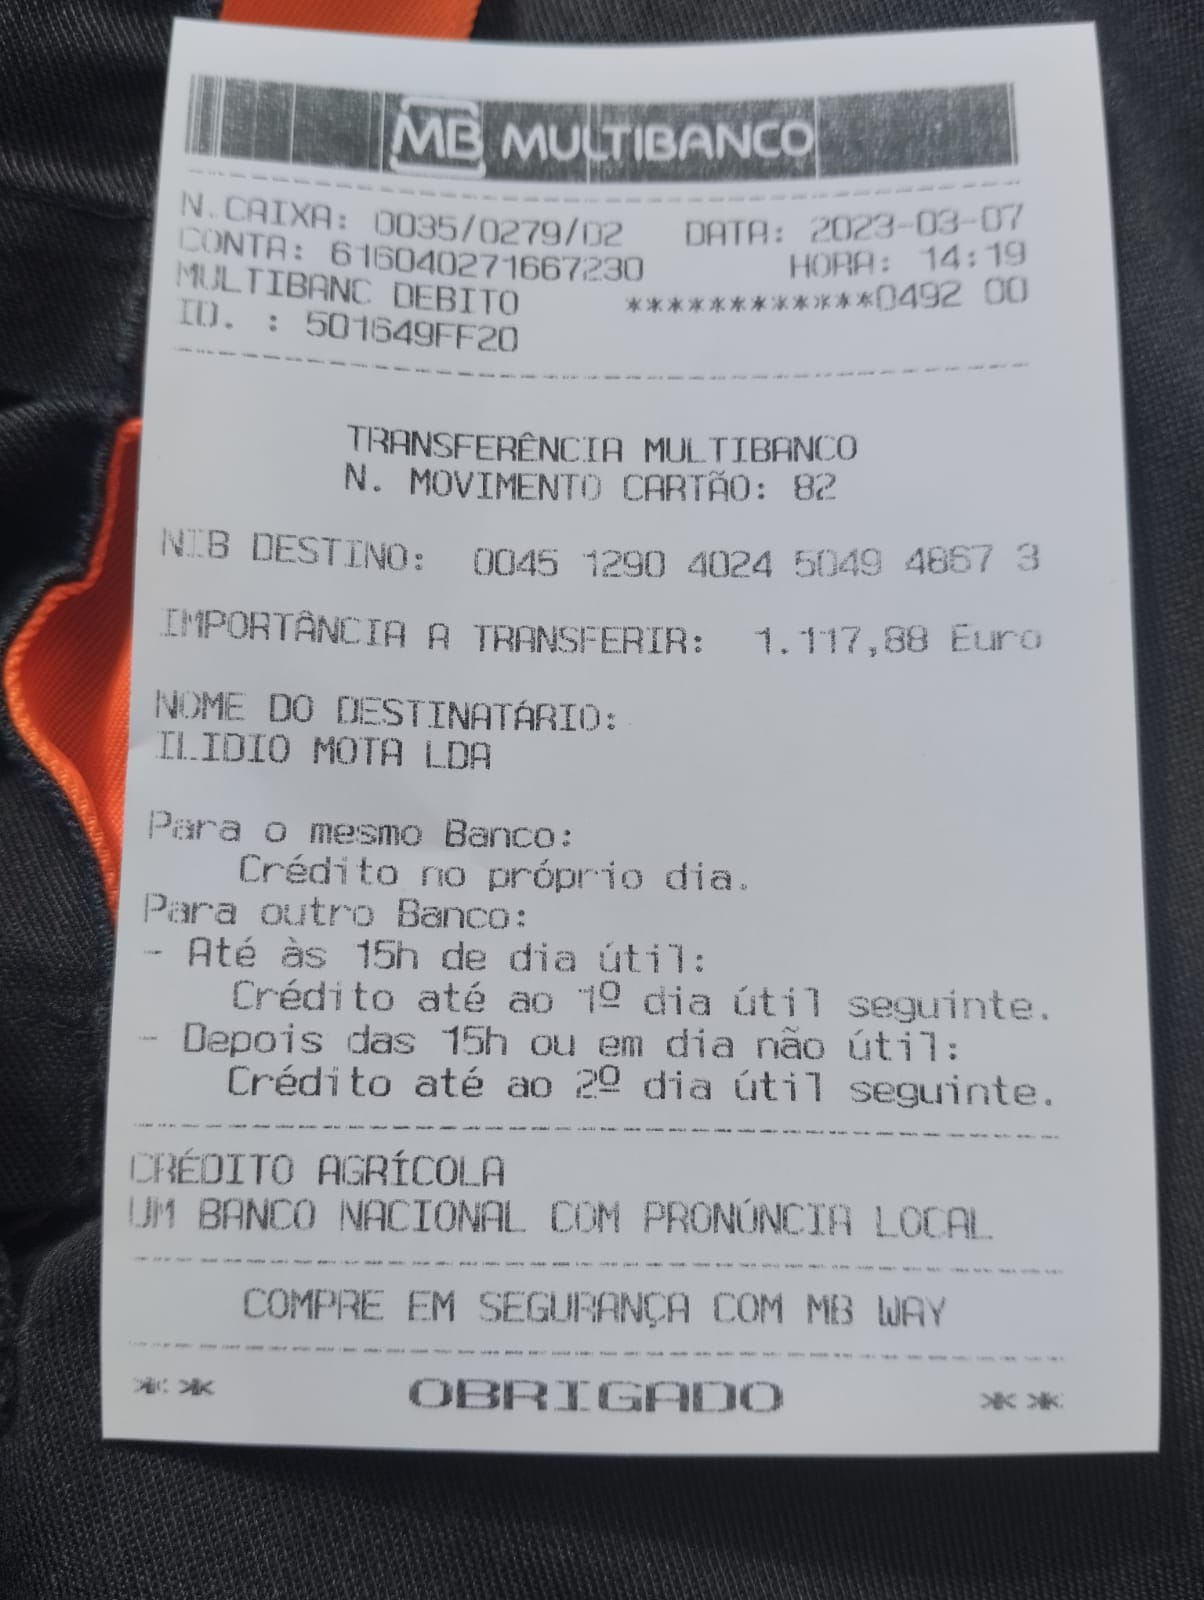 MB MULTIBANCO
N.CAIXA: 0035/0279/02 DATA: 2023-03-07
CONTA: 616040271667230 HORA: 14:19
MULTIBANC DEBITO ************0492 00
ID. : 501649FF20
TRANSFERÊNCIA MULTIBANCO
N. MOVIMENTO CARTÃO: 82
NIB DESTINO: 0045 1290 4024 5049 4867 3
IMPORTÂNCIA A TRANSFERIR: 1.117,88 Euro
NOME DO DESTINATÁRIO:
ILIDIO MOTA LDA
Para o mesmo Banco:
Crédito no próprio dia.
Para outro Banco:
- Até às 15h de dia útil:
Crédito até ao 1º dia útil seguinte.
- Depois das 15h ou em dia não útil:
Crédito até ao 2º dia útil seguinte.
CRÉDITO AGRÍCOLA
UM BANCO NACIONAL COM PRONÚNCIA LOCAL
COMPRE EM SEGURANÇA COM MB WAY
** OBRIGADO **